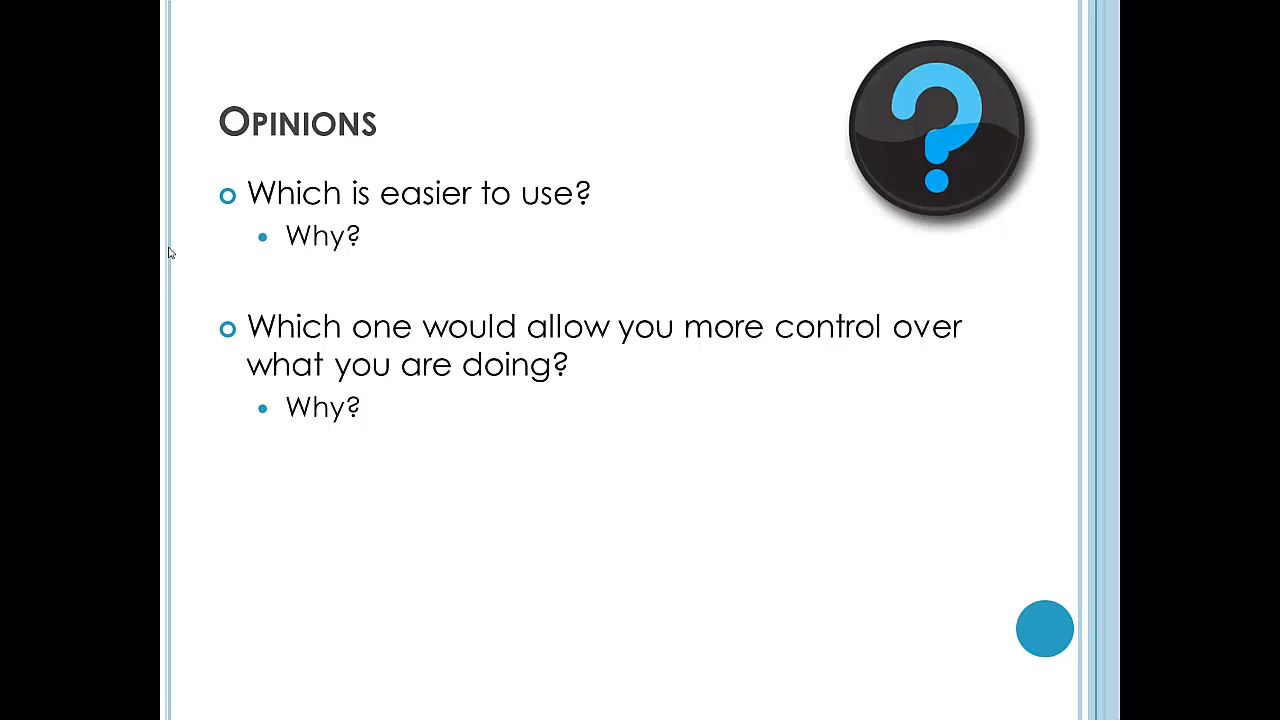 Opinions
Which is easier to use?
Why?
Which one would allow you more control over
what you are doing?
Why?